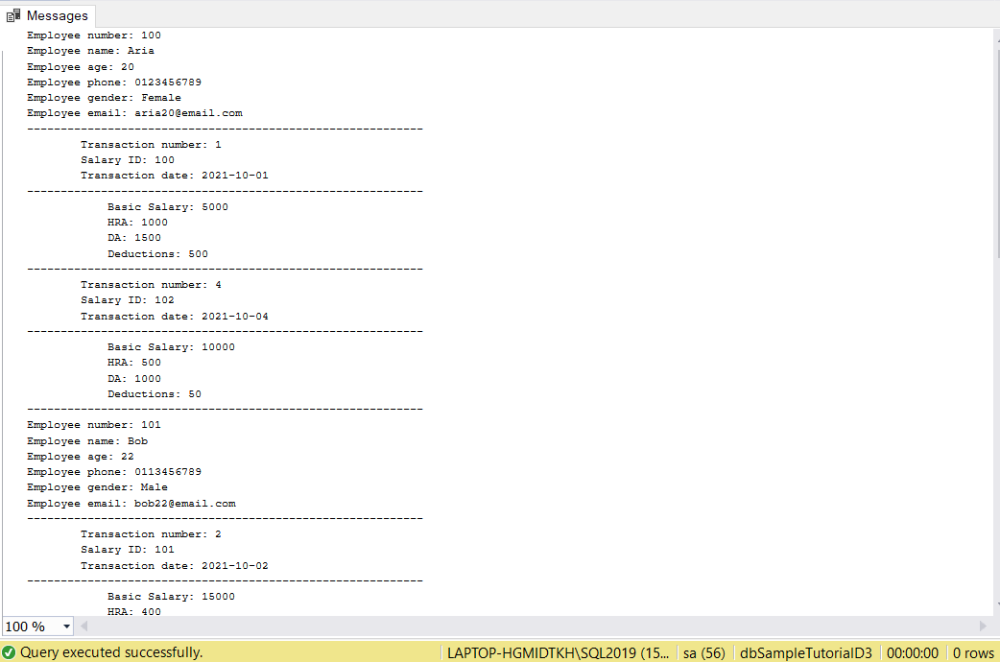 Messages
Employee number: 100
Employee name: Aria
Employee age: 20
Employee phone: 0123456789
Employee gender: Female
Employee email: aria20@email.com
-----------------------------------------------------------
Transaction number: 1
Salary ID: 100
Transaction date: 2021-10-01
-----------------------------------------------------------
Basic Salary: 5000
HRA: 1000
DA: 1500
Deductions: 500
-----------------------------------------------------------
Transaction number: 4
Salary ID: 102
Transaction date: 2021-10-04
-----------------------------------------------------------
Basic Salary: 10000
HRA: 500
DA: 1000
Deductions: 50
-----------------------------------------------------------
Employee number: 101
Employee name: Bob
Employee age: 22
Employee phone: 0113456789
Employee gender: Male
Employee email: bob22@email.com
-----------------------------------------------------------
Transaction number: 2
Salary ID: 101
Transaction date: 2021-10-02
-----------------------------------------------------------
Basic Salary: 15000
HRA: 400
100 %
Query executed successfully. LAPTOP-HGMIDTKH\SQL2019 (15... sa (56) dbSampleTutorialD3 00:00:00 0 rows